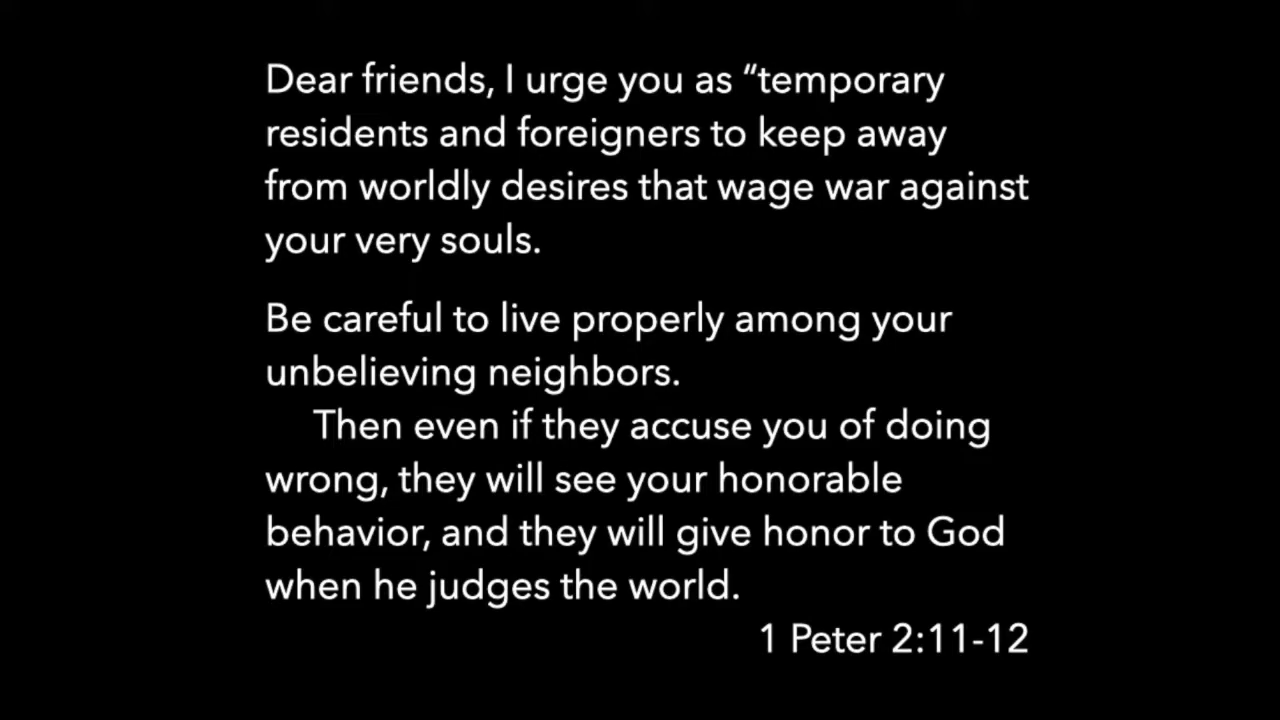 Dear friends, I urge you as “temporary
residents and foreigners to keep away
from worldly desires that wage war against
your very souls.
Be careful to live properly among your
unbelieving neighbors.
Then even if they accuse you of doing
wrong, they will see your honorable
behavior, and they will give honor to God
when he judges the world.
1 Peter 2:11-12